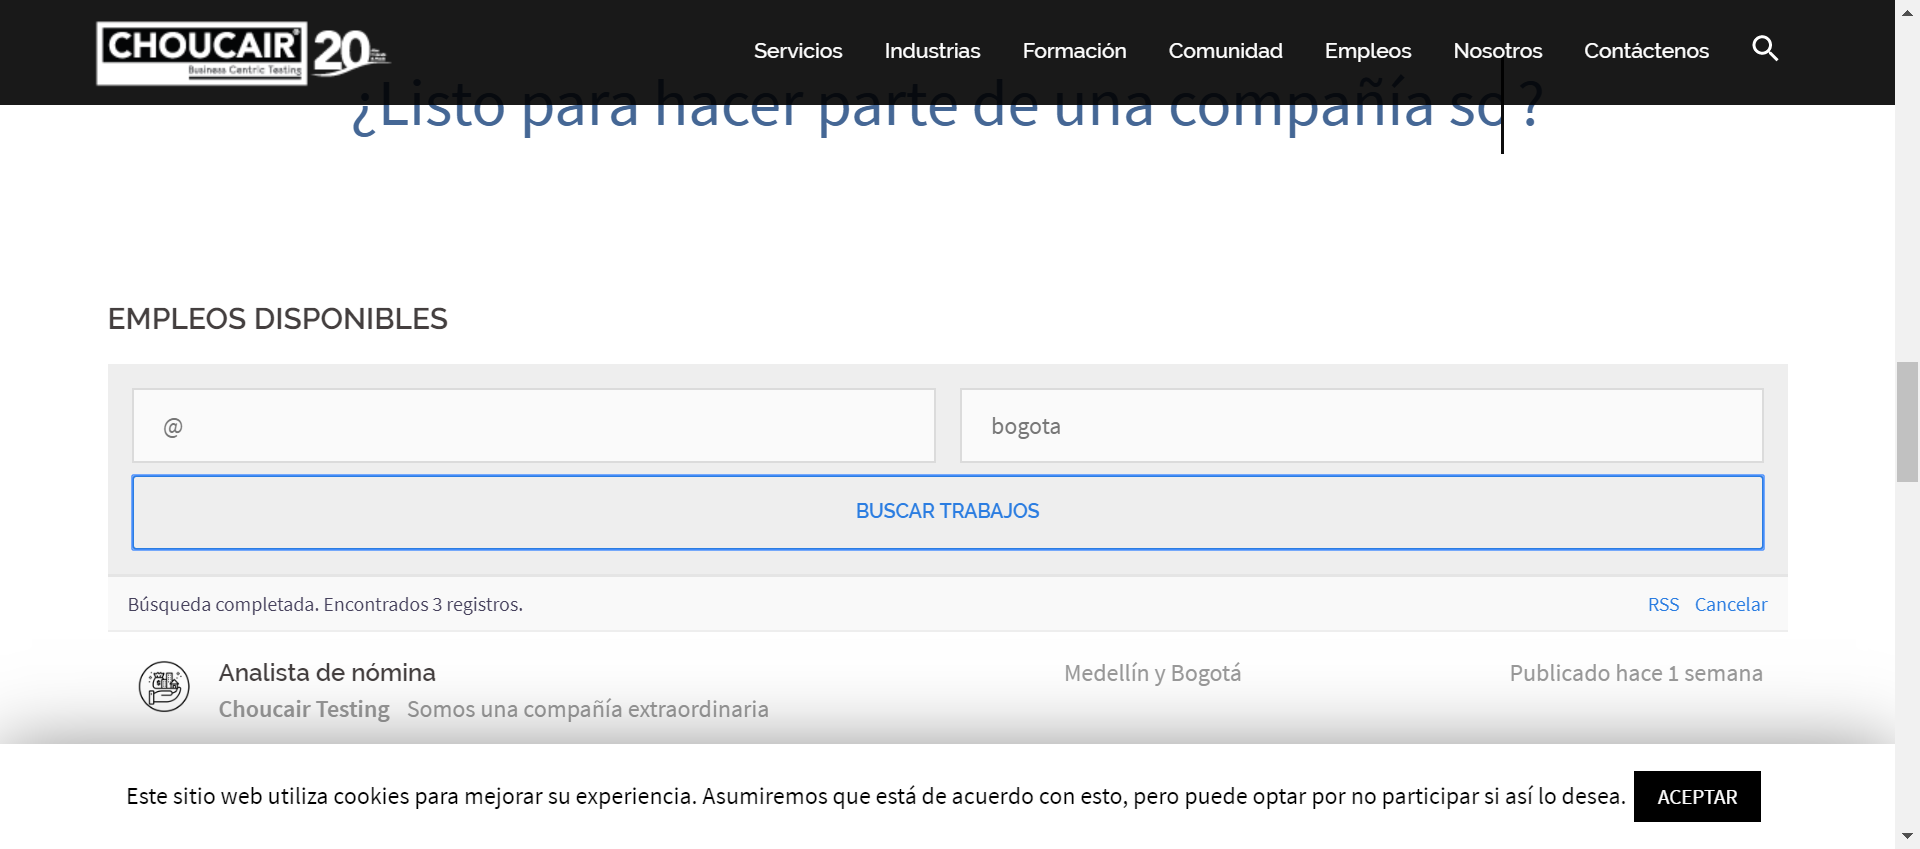 CHOUCAIR
Business Centric Testing
20
Servicios
Industrias
Formación
Comunidad
Empleos
Nosotros
Contáctenos
¿Listo para hacer parte de una compañía so?
EMPLEOS DISPONIBLES
@
bogota
BUSCAR TRABAJOS
Búsqueda completada. Encontrados 3 registros.
RSS Cancelar
Analista de nómina
Medellín y Bogotá
Publicado hace 1 semana
Choucair Testing Somos una compañía extraordinaria
Este sitio web utiliza cookies para mejorar su experiencia. Asumiremos que está de acuerdo con esto, pero puede optar por no participar si así lo desea.
ACEPTAR